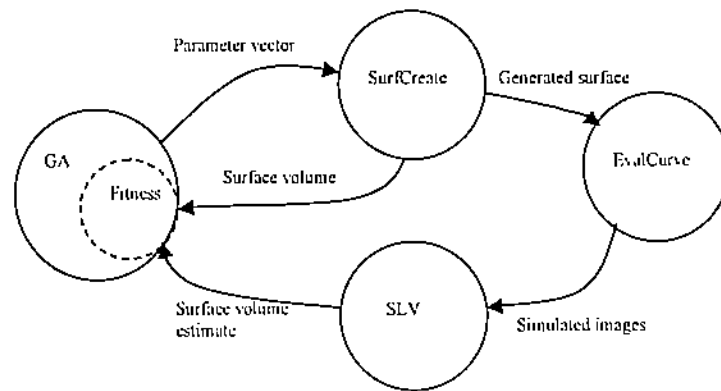 Parameter vector
SurfCreate
Generated surface
GA
Fitness
Surface volume
EvalCurve
Surface volume
estimate
SLV
Simulated images